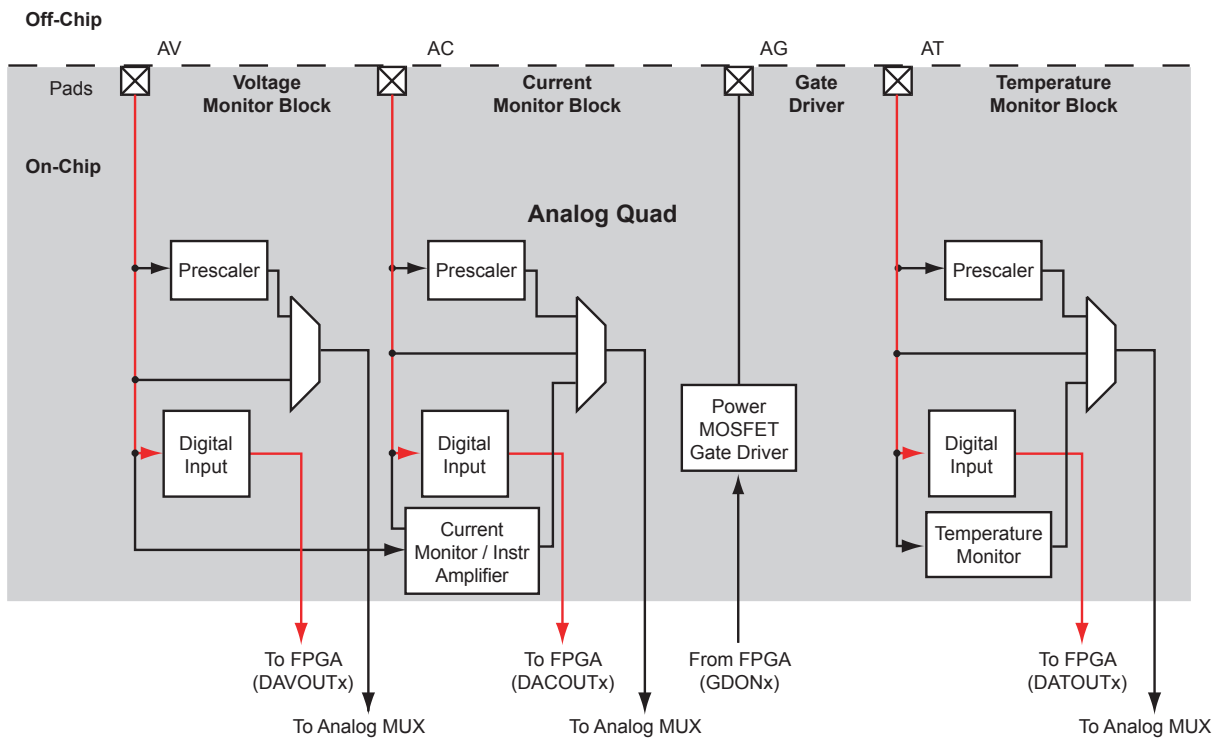 Off-Chip
AV
AC
AG
AT
Pads
Voltage
Monitor Block
Current
Monitor Block
Gate
Driver
Temperature
Monitor Block
On-Chip
Analog Quad
Prescaler
Prescaler
Prescaler
Power
MOSFET
Gate Driver
Digital
Input
Digital
Input
Digital
Input
Current
Monitor / Instr
Amplifier
Temperature
Monitor
To FPGA
(DAVOUTx)
To FPGA
(DACOUTx)
From FPGA
(GDONx)
To FPGA
(DATOUTx)
To Analog MUX
To Analog MUX
To Analog MUX